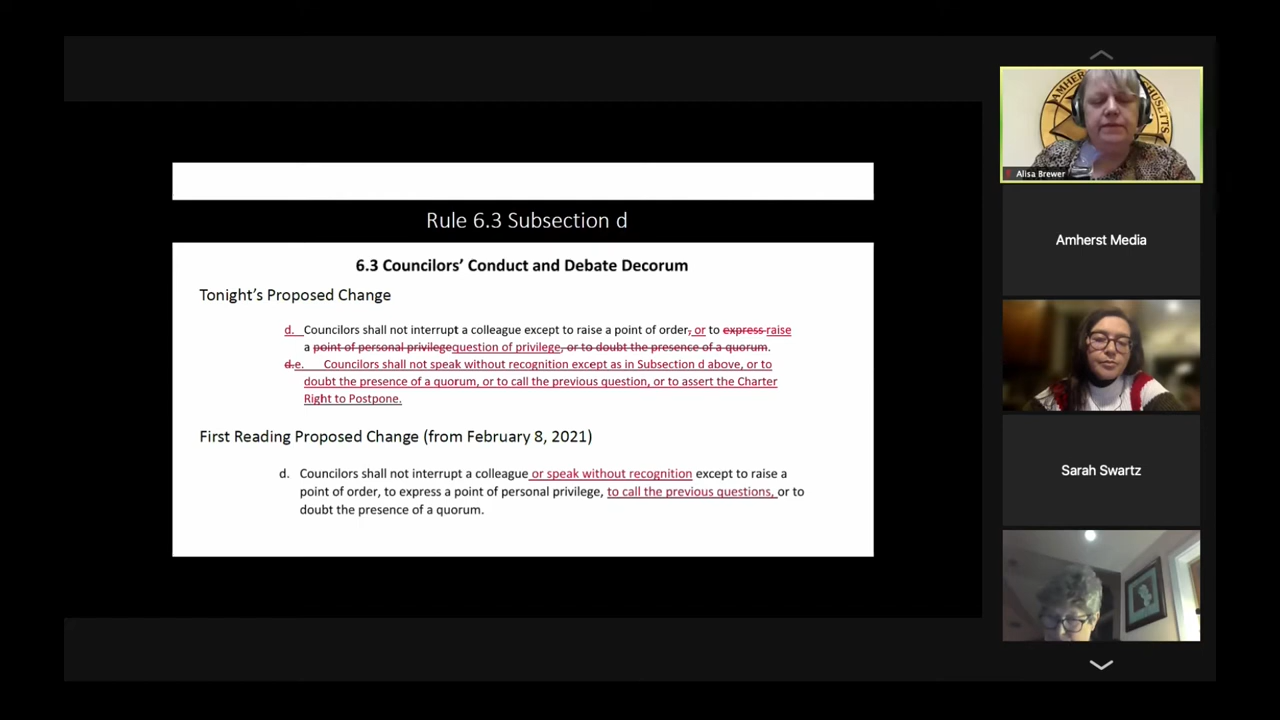 Rule 6.3 Subsection d
6.3 Councilors’ Conduct and Debate Decorum
Tonight’s Proposed Change
d. Councilors shall not interrupt a colleague except to raise a point of order, or to express raise
a point of personal privilegequestion of privilege, or to doubt the presence of a quorum.
d.e. Councilors shall not speak without recognition except as in Subsection d above, or to
doubt the presence of a quorum, or to call the previous question, or to assert the Charter
Right to Postpone.
First Reading Proposed Change (from February 8, 2021)
d. Councilors shall not interrupt a colleague or speak without recognition except to raise a
point of order, to express a point of personal privilege, to call the previous questions, or to
doubt the presence of a quorum.
AMHERST
Alisa Brewer
Amherst Media
Sarah Swartz